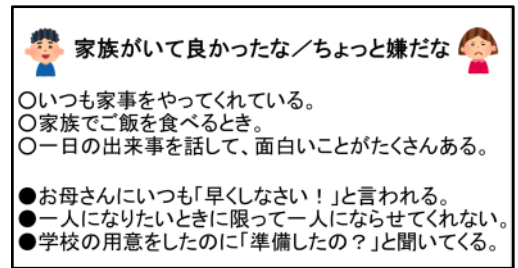 家族がいて良かったな／ちょっと嫌だな
〇いつも家事をやってくれている。
〇家族でご飯を食べるとき。
〇一日の出来事を話して、面白いことがたくさんある。
●お母さんにいつも「早くしなさい！」と言われる。
●一人になりたいときに限って一人にならせてくれない。
●学校の用意をしたのに「準備したの？」と聞いてくる。